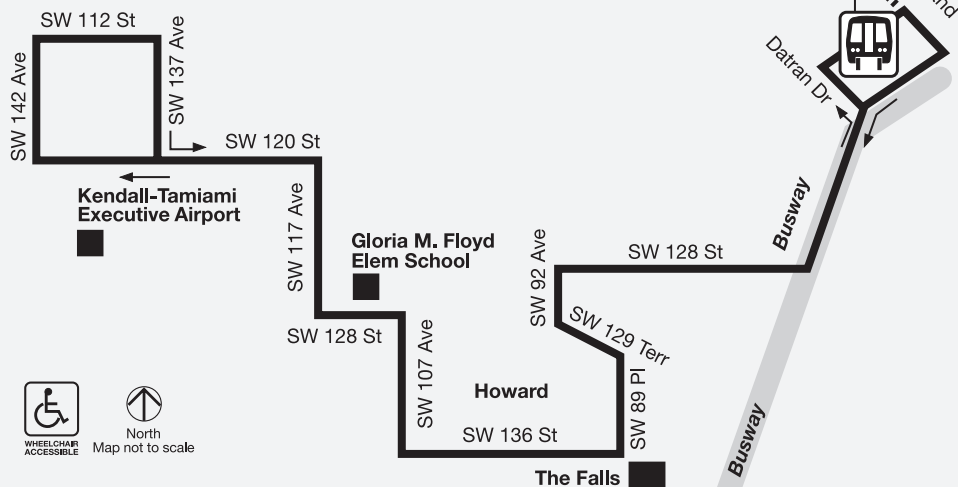 SW 112 St
SW 142 Ave
SW 137 Ave
SW 120 St
Kendall-Tamiami
Executive Airport
SW 117 Ave
Gloria M. Floyd
Elem School
SW 128 St
SW 107 Ave
SW 92 Ave
SW 128 St
SW 129 Terr
Howard
SW 89 Pl
SW 136 St
The Falls
Datran Dr
Busway
Busway
WHEELCHAIR
ACCESSIBLE
North
Map not to scale